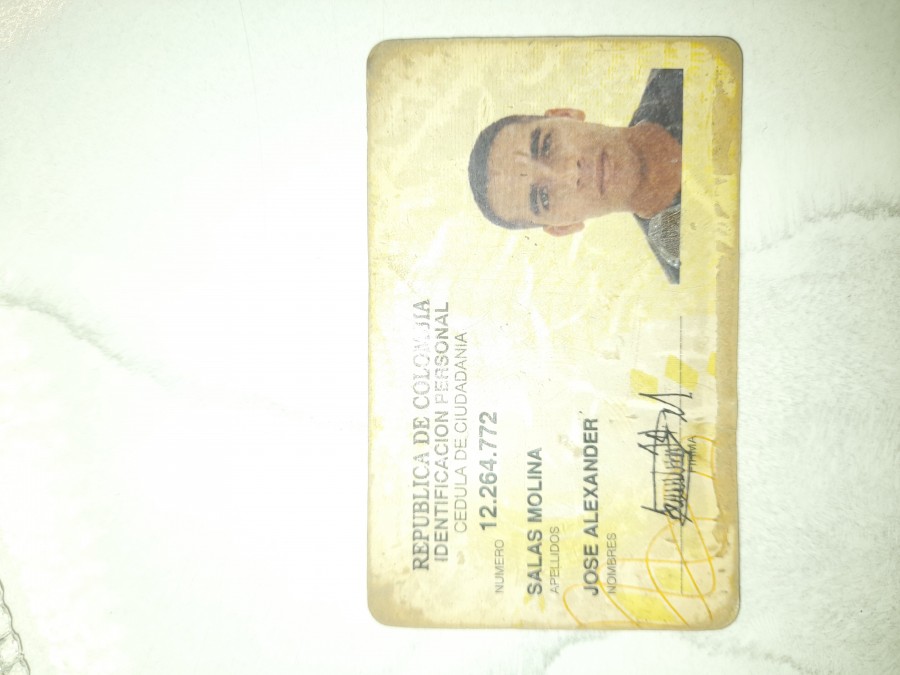 REPUBLICA DE COLOMBIA
IDENTIFICACION PERSONAL
CEDULA DE CIUDADANIA
NUMERO 12.264.772
SALAS MOLINA
APELLIDOS
JOSE ALEXANDER
NOMBRES
FIRMA